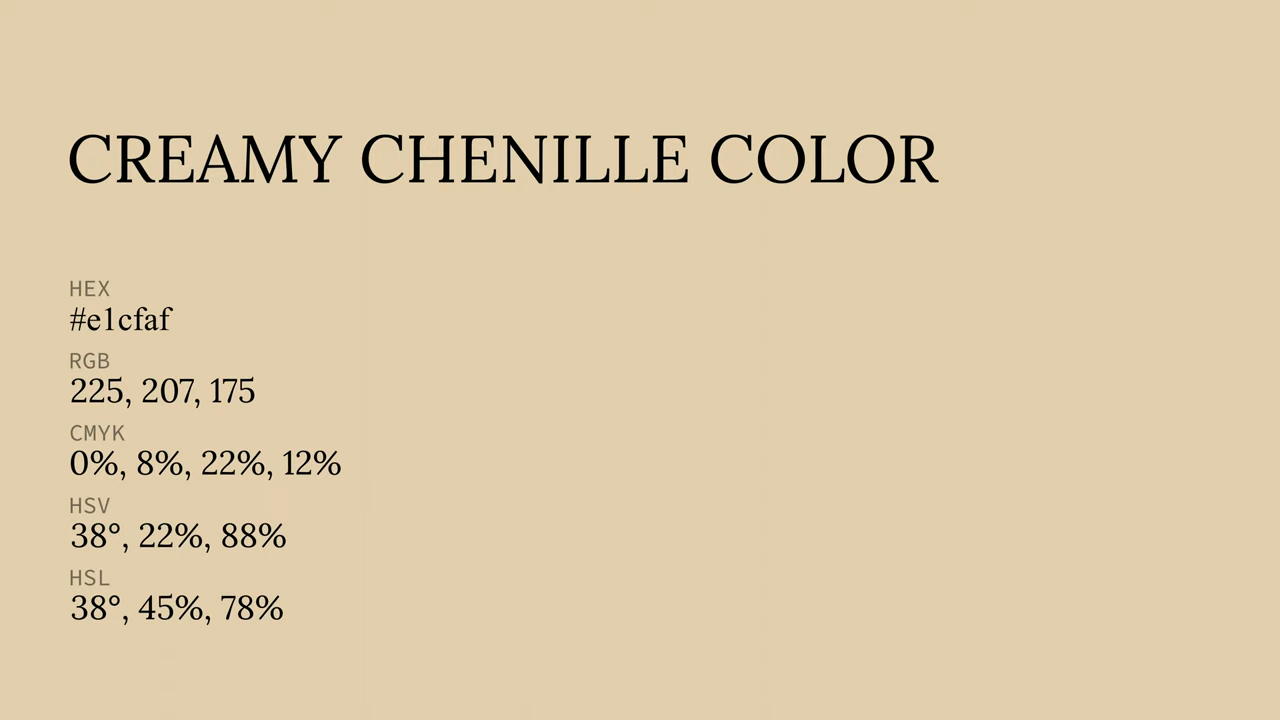 CREAMY CHENILLE COLOR
HEX
#e1cfaf
RGB
225, 207, 175
CMYK
0%, 8%, 22%, 12%
HSV
38°, 22%, 88%
HSL
38°, 45%, 78%